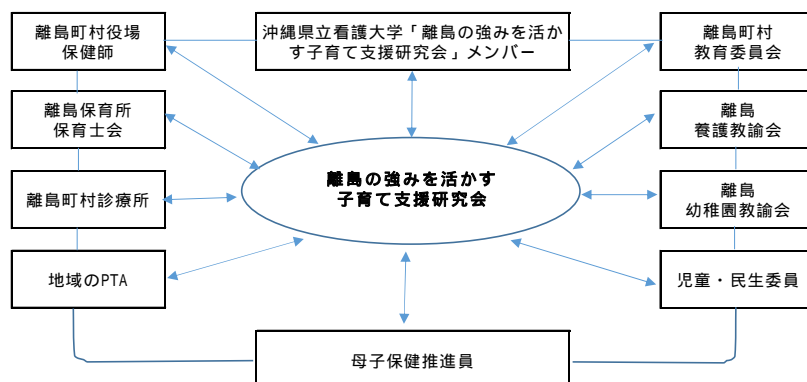 離島町村役場
保健師
沖縄県立看護大学「離島の強みを活か
す子育て支援研究会」メンバー
離島町村
教育委員会
離島保育所
保育士会
離島
養護教諭会
離島の強みを活かす
子育て支援研究会
離島町村診療所
離島
幼稚園教諭会
地域のPTA
児童・民生委員
母子保健推進員